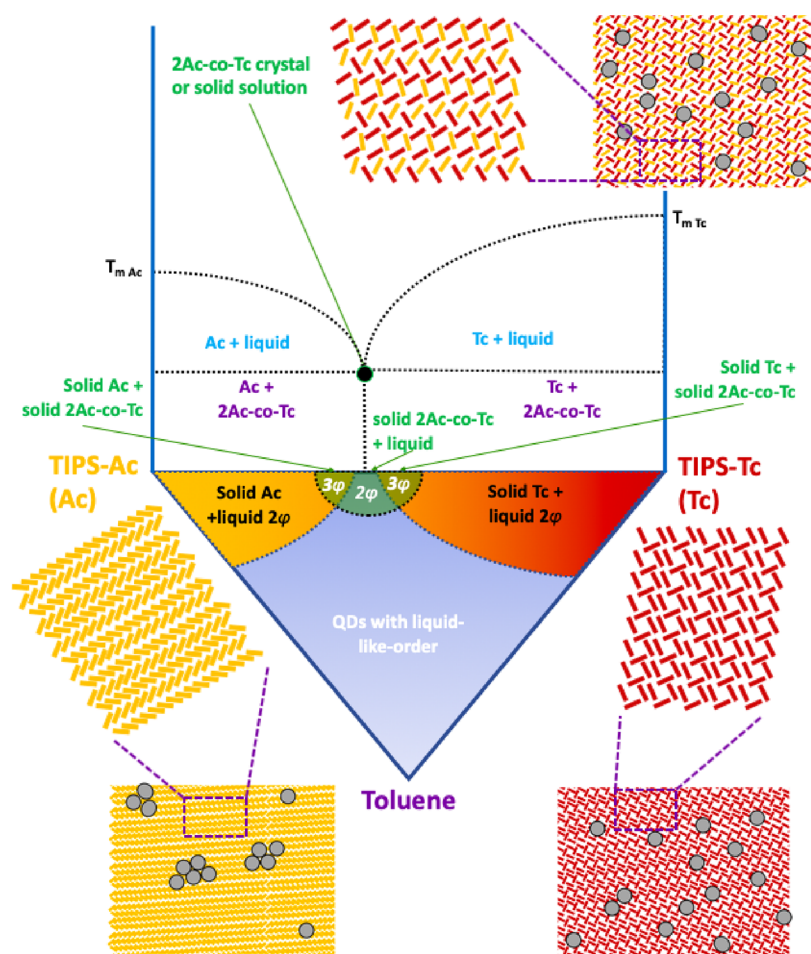 2Ac-co-Tc crystal
or solid solution
Tm Tc
Tm Ac
Ac + liquid
Tc + liquid
Solid Tc +
solid 2Ac-co-Tc
Solid Ac +
solid 2Ac-co-Tc
Ac +
2Ac-co-Tc
Tc +
2Ac-co-Tc
solid 2Ac-co-Tc
+ liquid
TIPS-Ac
(Ac)
TIPS-Tc
(Tc)
3φ
2φ
3φ
Solid Ac
+liquid 2φ
Solid Tc +
liquid 2φ
QDs with liquid-
like-order
Toluene